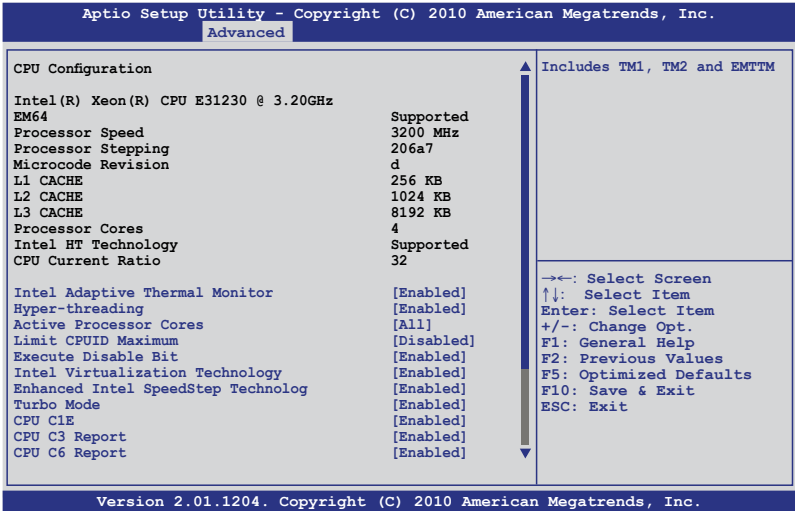 Aptio Setup Utility - Copyright (C) 2010 American Megatrends, Inc.
Advanced
CPU Configuration
Intel(R) Xeon(R) CPU E31230 @ 3.20GHz
EM64 Supported
Processor Speed 3200 MHz
Processor Stepping 206a7
Microcode Revision d
L1 CACHE 256 KB
L2 CACHE 1024 KB
L3 CACHE 8192 KB
Processor Cores 4
Intel HT Technology Supported
CPU Current Ratio 32
Intel Adaptive Thermal Monitor [Enabled]
Hyper-threading [Enabled]
Active Processor Cores [All]
Limit CPUID Maximum [Disabled]
Execute Disable Bit [Enabled]
Intel Virtualization Technology [Enabled]
Enhanced Intel SpeedStep Technolog [Enabled]
Turbo Mode [Enabled]
CPU C1E [Enabled]
CPU C3 Report [Enabled]
CPU C6 Report [Enabled]
Includes TM1, TM2 and EMTTM
→←: Select Screen
↑↓: Select Item
Enter: Select Item
+/-: Change Opt.
F1: General Help
F2: Previous Values
F5: Optimized Defaults
F10: Save & Exit
ESC: Exit
Version 2.01.1204. Copyright (C) 2010 American Megatrends, Inc.